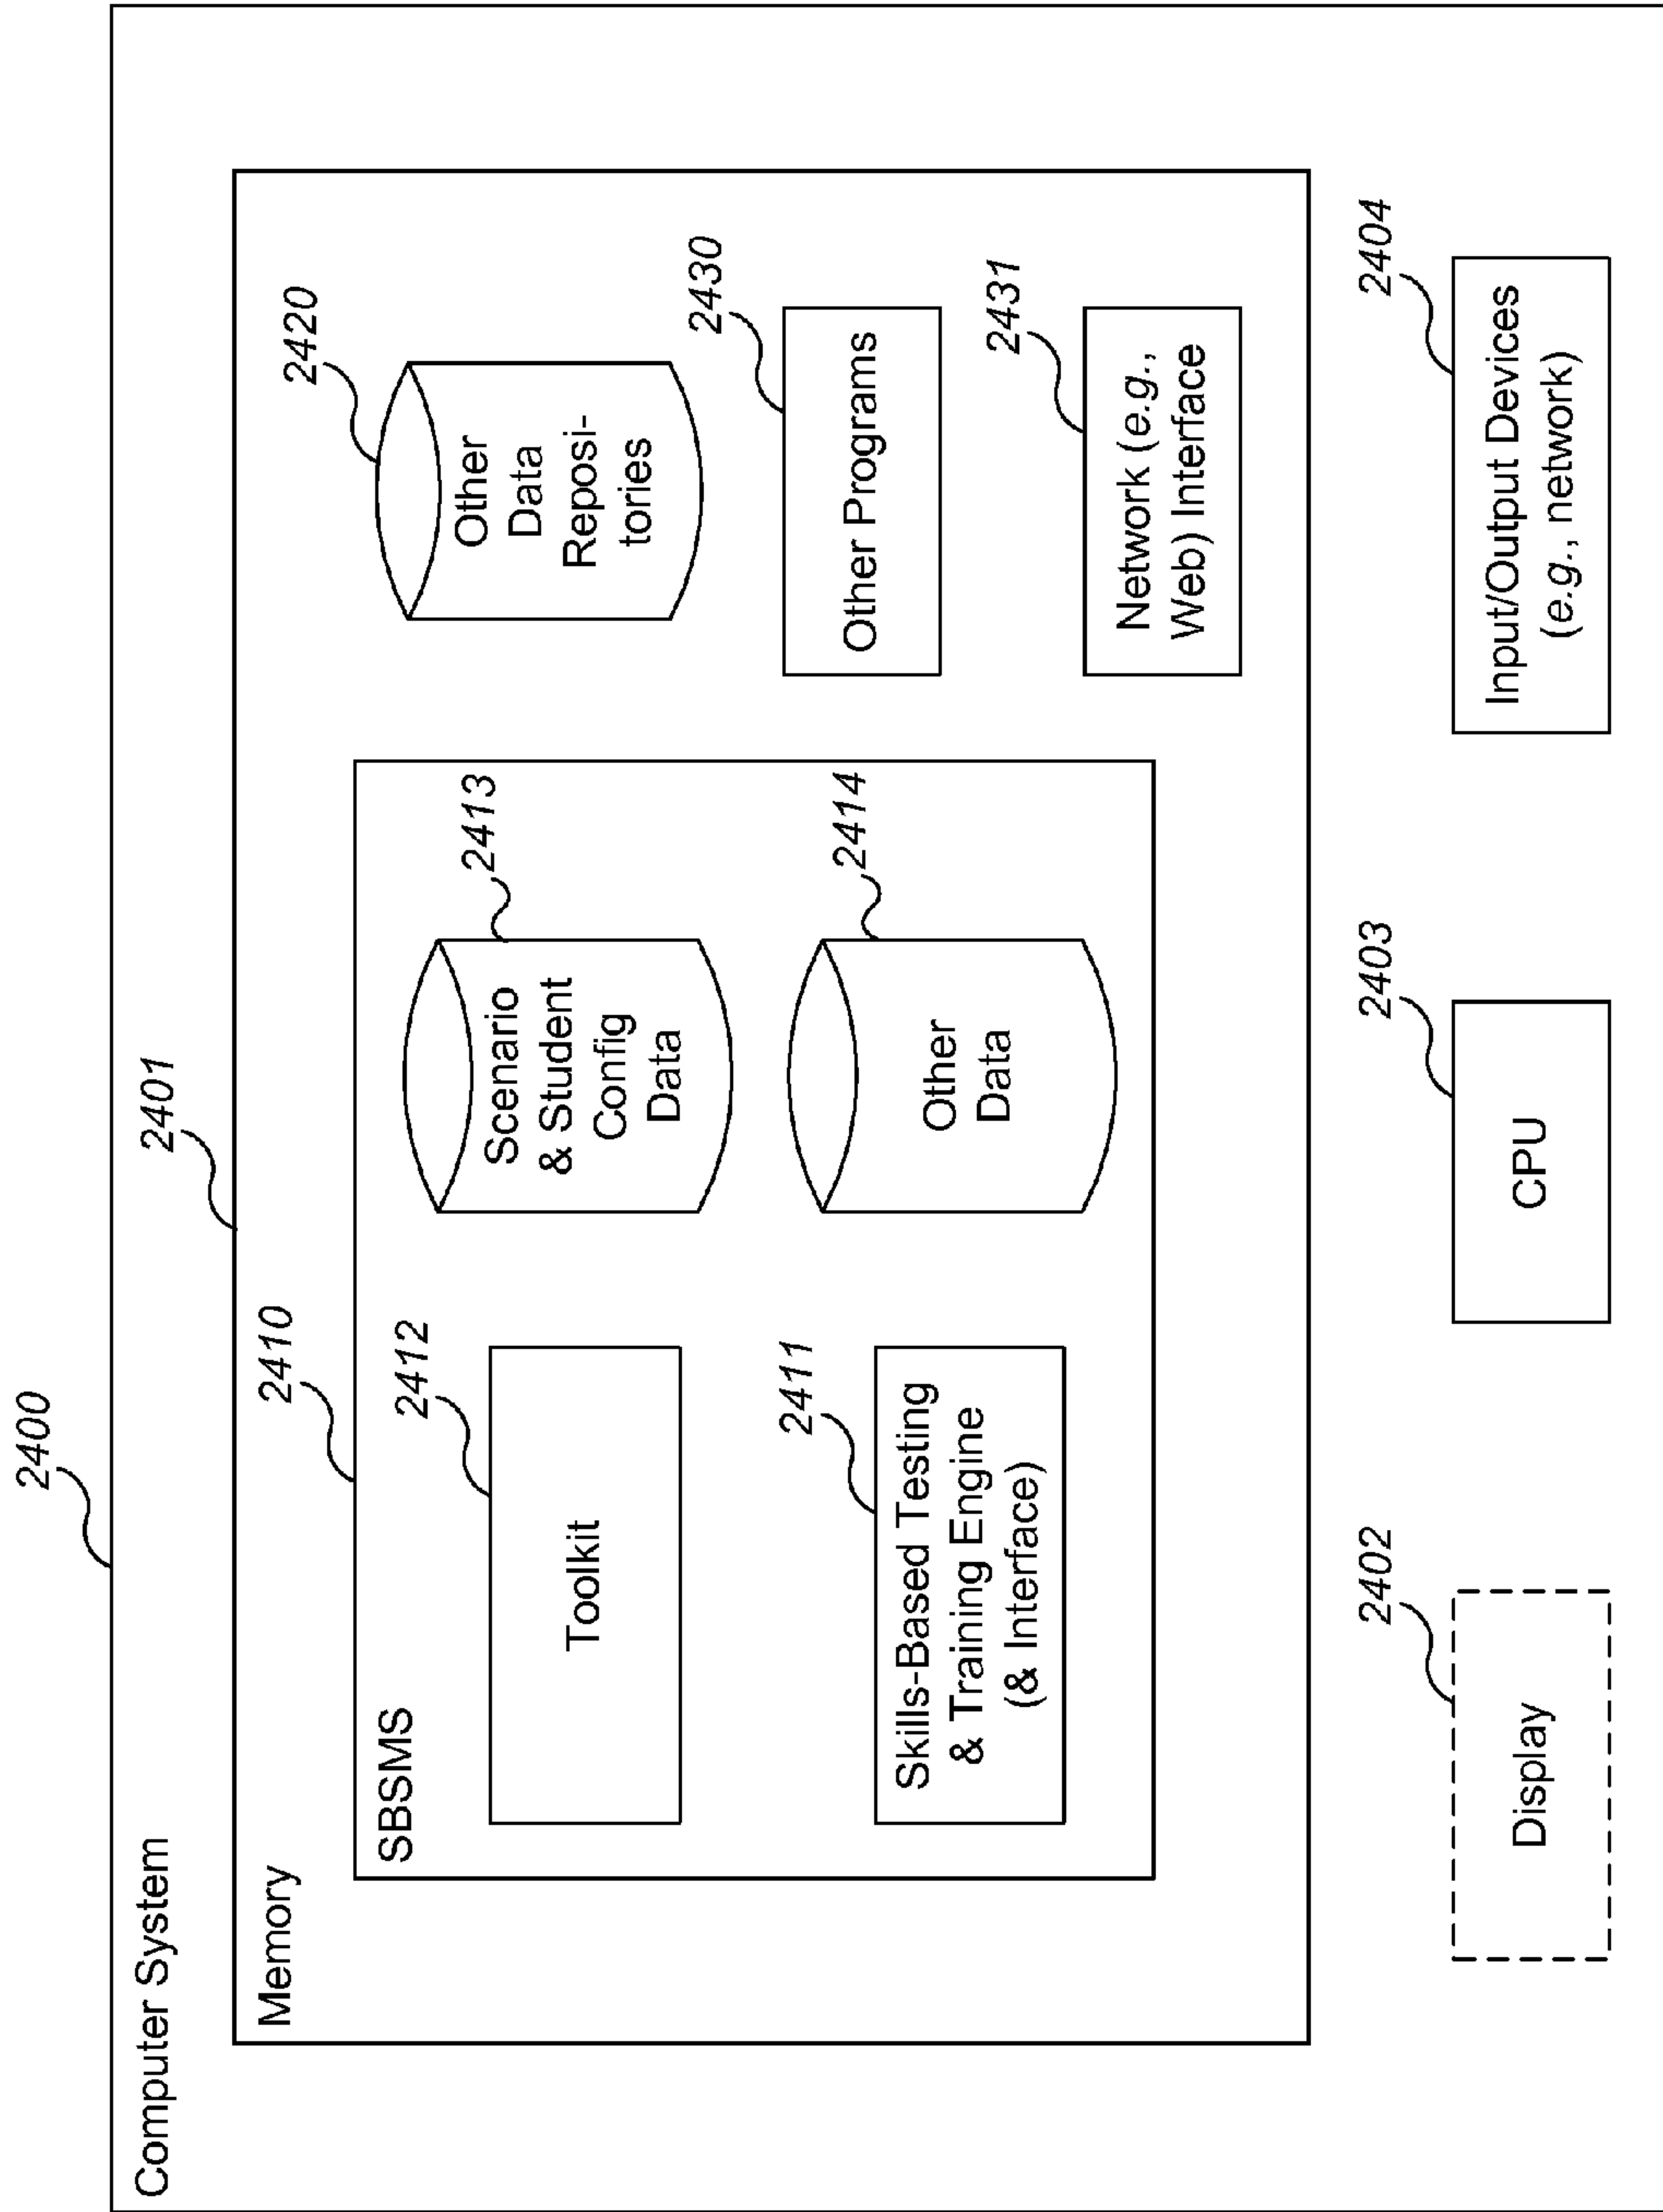 2400
Computer System
2401
Memory
2410
SBSMS
2412
Toolkit
2413
Scenario
& Student
Config
Data
2411
Skills-Based Testing
& Training Engine
(& Interface)
2414
Other
Data
2420
Other
Data
Reposi-
tories
2430
Other Programs
2431
Network (e.g.,
Web) Interface
2402
Display
2403
CPU
2404
Input/Output Devices
(e.g., network)